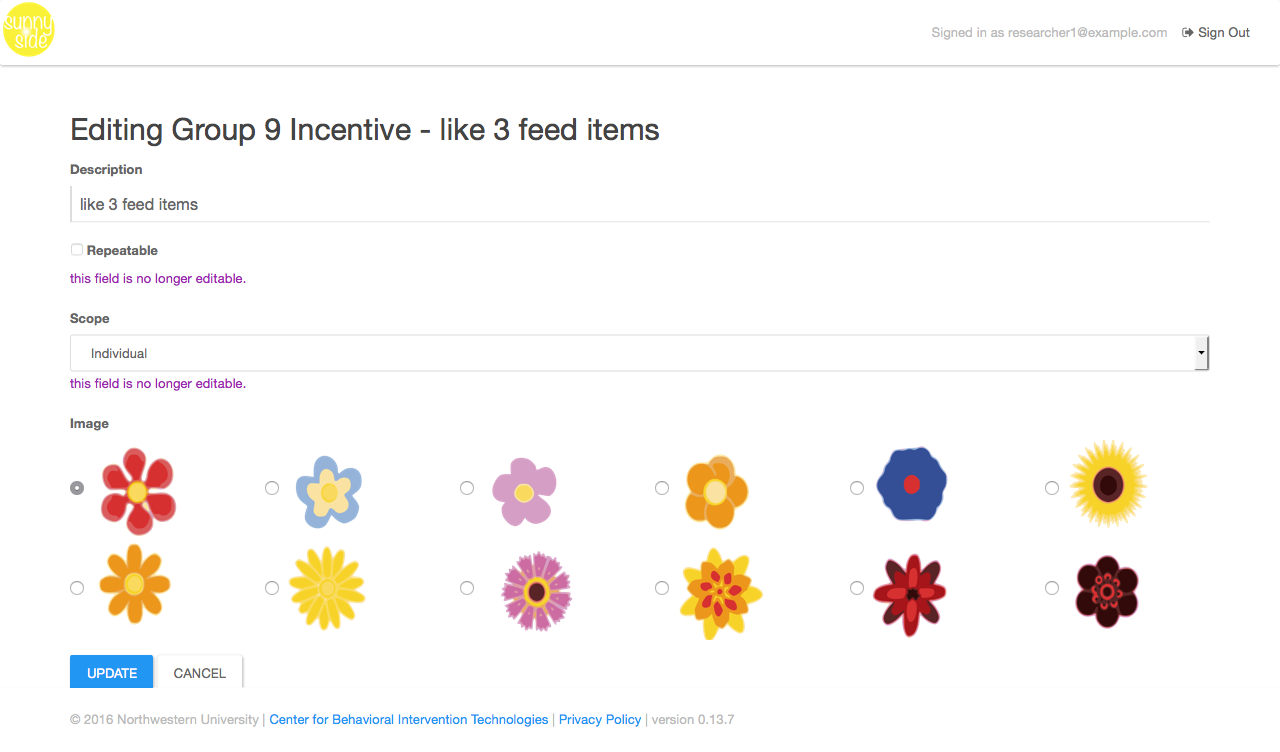 sunny
side
Signed in as researcher1@example.com Sign Out
Editing Group 9 Incentive - like 3 feed items
Description
like 3 feed items
Repeatable
this field is no longer editable.
Scope
Individual
this field is no longer editable.
Image
UPDATE CANCEL
© 2016 Northwestern University | Center for Behavioral Intervention Technologies | Privacy Policy | version 0.13.7